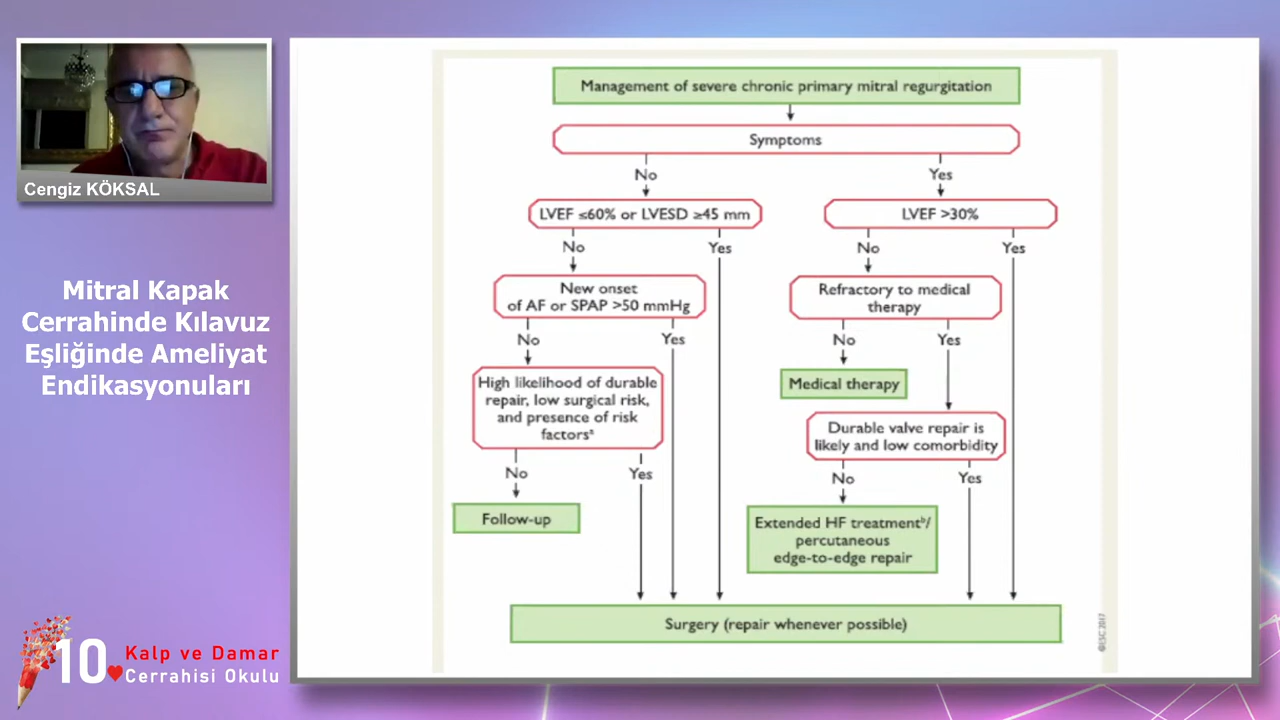 Cengiz KÖKSAL
Mitral Kapak
Cerrahinde Kılavuz
Eşliğinde Ameliyat
Endikasyonuları
10.
Kalp ve Damar
Cerrahisi Okulu
Management of severe chronic primary mitral regurgitation
Symptoms
No
Yes
LVEF ≤60% or LVESD ≥45 mm
LVEF >30%
No
Yes
No
Yes
New onset
of AF or SPAP >50 mmHg
Refractory to medical
therapy
No
Yes
No
Yes
High likelihood of durable
repair, low surgical risk,
and presence of risk
factorsᵃ
Medical therapy
Durable valve repair is
likely and low comorbidity
No
Yes
No
Yes
Follow-up
Extended HF treatmentᵇ/
percutaneous
edge-to-edge repair
Surgery (repair whenever possible)
©ESC 2017